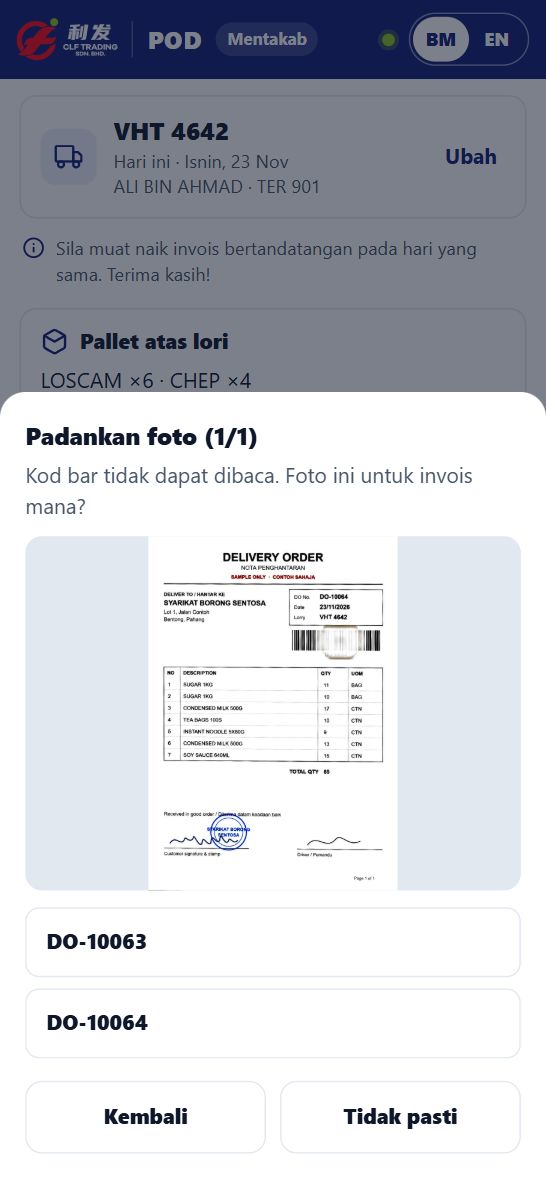 利发
CLF TRADING
SDN. BHD.
POD
Mentakab
BM
EN
VHT 4642
Hari ini · Isnin, 23 Nov
ALI BIN AHMAD · TER 901
Ubah
Sila muat naik invois bertandatangan pada hari yang
sama. Terima kasih!
Pallet atas lori
LOSCAM ×6 · CHEP ×4
Padankan foto (1/1)
Kod bar tidak dapat dibaca. Foto ini untuk invois
mana?
DELIVERY ORDER
NOTA PENGHANTARAN
SAMPLE ONLY · CONTOH SAHAJA
DELIVER TO / HANTAR KE
SYARIKAT BORONG SENTOSA
Lot 1, Jalan Contoh
Bentong, Pahang
DO No. DO-10064
Date 23/11/2026
Lorry VHT 4642
NO DESCRIPTION QTY UOM
1 SUGAR 1KG 11 BAG
2 SUGAR 1KG 10 BAG
3 CONDENSED MILK 500G 17 CTN
4 TEA BAGS 100S 10 CTN
5 INSTANT NOODLE 5X80G 9 CTN
6 CONDENSED MILK 500G 13 CTN
7 SOY SAUCE 640ML 15 CTN
TOTAL QTY 85
Received in good order / Diterima dalam keadaan baik
SYARIKAT BORONG
SENTOSA
Customer signature & stamp
Driver / Pemandu
Page 1 of 1
DO-10063
DO-10064
Kembali
Tidak pasti